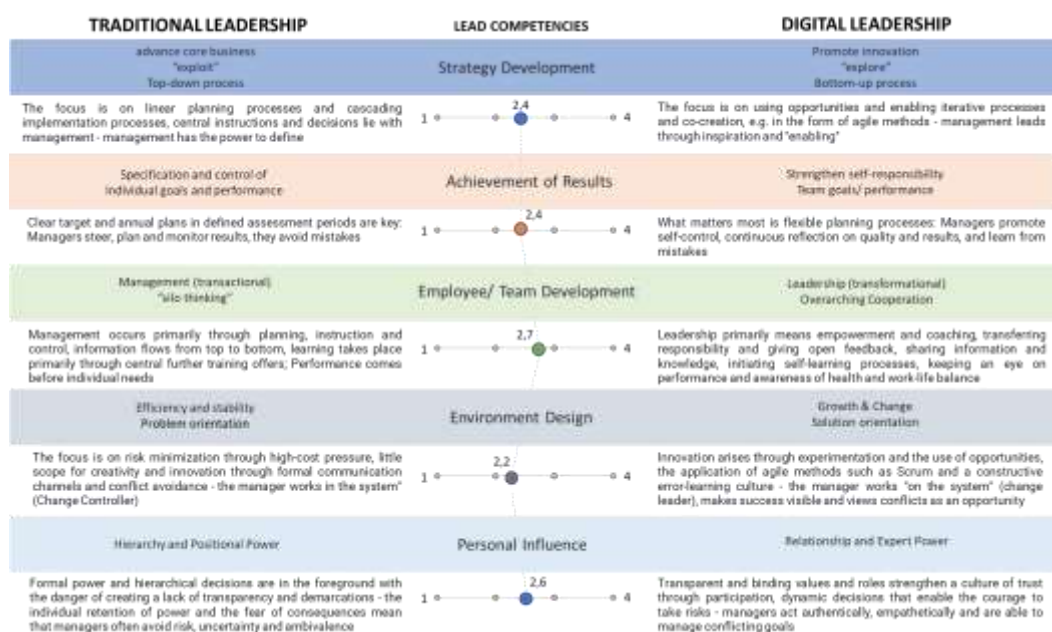 TRADITIONAL LEADERSHIP
LEAD COMPETENCIES
DIGITAL LEADERSHIP
advance core business
"exploit"
Top-down process
Strategy Development
Promote innovation
"explore"
Bottom-up process
The focus is on linear planning processes and cascading
implementation processes, central instructions and decisions lie with
management - management has the power to define
2,4
1
4
The focus is on using opportunities and enabling iterative processes
and co-creation, e.g. in the form of agile methods - management leads
through inspiration and "enabling"
Specification and control of
individual goals and performance
Achievement of Results
Strengthen self-responsibility
Team goals/ performance
Clear target and annual plans in defined assessment periods are key:
Managers steer, plan and monitor results, they avoid mistakes
2,4
1
4
What matters most is flexible planning processes: Managers promote
self-control, continuous reflection on quality and results, and learn from
mistakes
Management (transactional)
"silo thinking"
Employee/ Team Development
Leadership (transformational)
Overarching Cooperation
Management occurs primarily through planning, instruction and
control, information flows from top to bottom, learning takes place
primarily through central further training offers; Performance comes
before individual needs
2,7
1
4
Leadership primarily means empowerment and coaching, transferring
responsibility and giving open feedback, sharing information and
knowledge, initiating self-learning processes, keeping an eye on
performance and awareness of health and work-life balance
Efficiency and stability
Problem orientation
Environment Design
Growth & Change
Solution orientation
The focus is on risk minimization through high-cost pressure, little
scope for creativity and innovation through formal communication
channels and conflict avoidance - the manager works in the system"
(Change Controller)
2,2
1
4
Innovation arises through experimentation and the use of opportunities,
the application of agile methods such as Scrum and a constructive
error-learning culture - the manager works "on the system" (change
leader), makes success visible and views conflicts as an opportunity
Hierarchy and Positional Power
Personal Influence
Relationship and Expert Power
Formal power and hierarchical decisions are in the foreground with
the danger of creating a lack of transparency and demarcations - the
individual retention of power and the fear of consequences mean
that managers often avoid risk, uncertainty and ambivalence
2,6
1
4
Transparent and binding values and roles strengthen a culture of trust
through participation, dynamic decisions that enable the courage to
take risks - managers act authentically, empathetically and are able to
manage conflicting goals